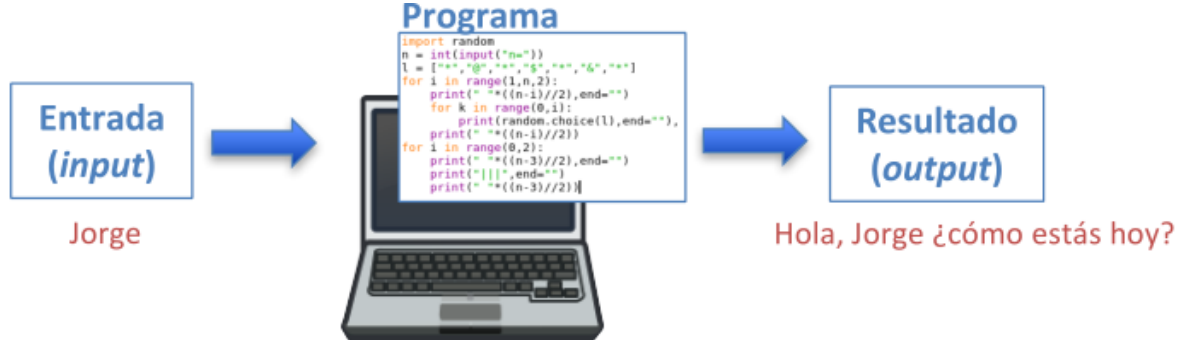 Programa
import random
n = int(input("n="))
l = ["*","@","*","$","*","&","*"]
for i in range(1,n,2):
    print(" "*((n-i)//2),end="")
    for k in range(0,i):
        print(random.choice(l),end=""),
    print(" "*((n-i)//2))
for i in range(0,2):
    print(" "*((n-3)//2),end="")
    print("|||",end="")
    print(" "*((n-3)//2))
Entrada
(input)
Jorge
Resultado
(output)
Hola, Jorge ¿cómo estás hoy?